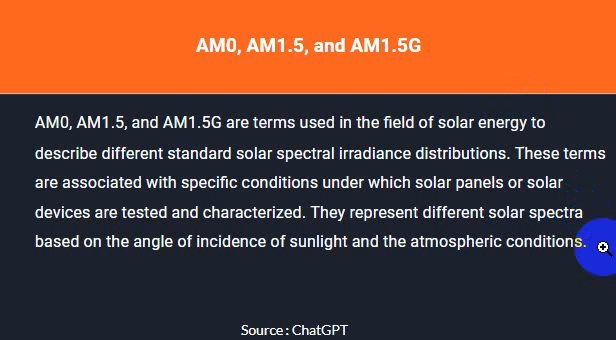 AM0, AM1.5, and AM1.5G
AM0, AM1.5, and AM1.5G are terms used in the field of solar energy to
describe different standard solar spectral irradiance distributions. These terms
are associated with specific conditions under which solar panels or solar
devices are tested and characterized. They represent different solar spectra
based on the angle of incidence of sunlight and the atmospheric conditions.
Source : ChatGPT